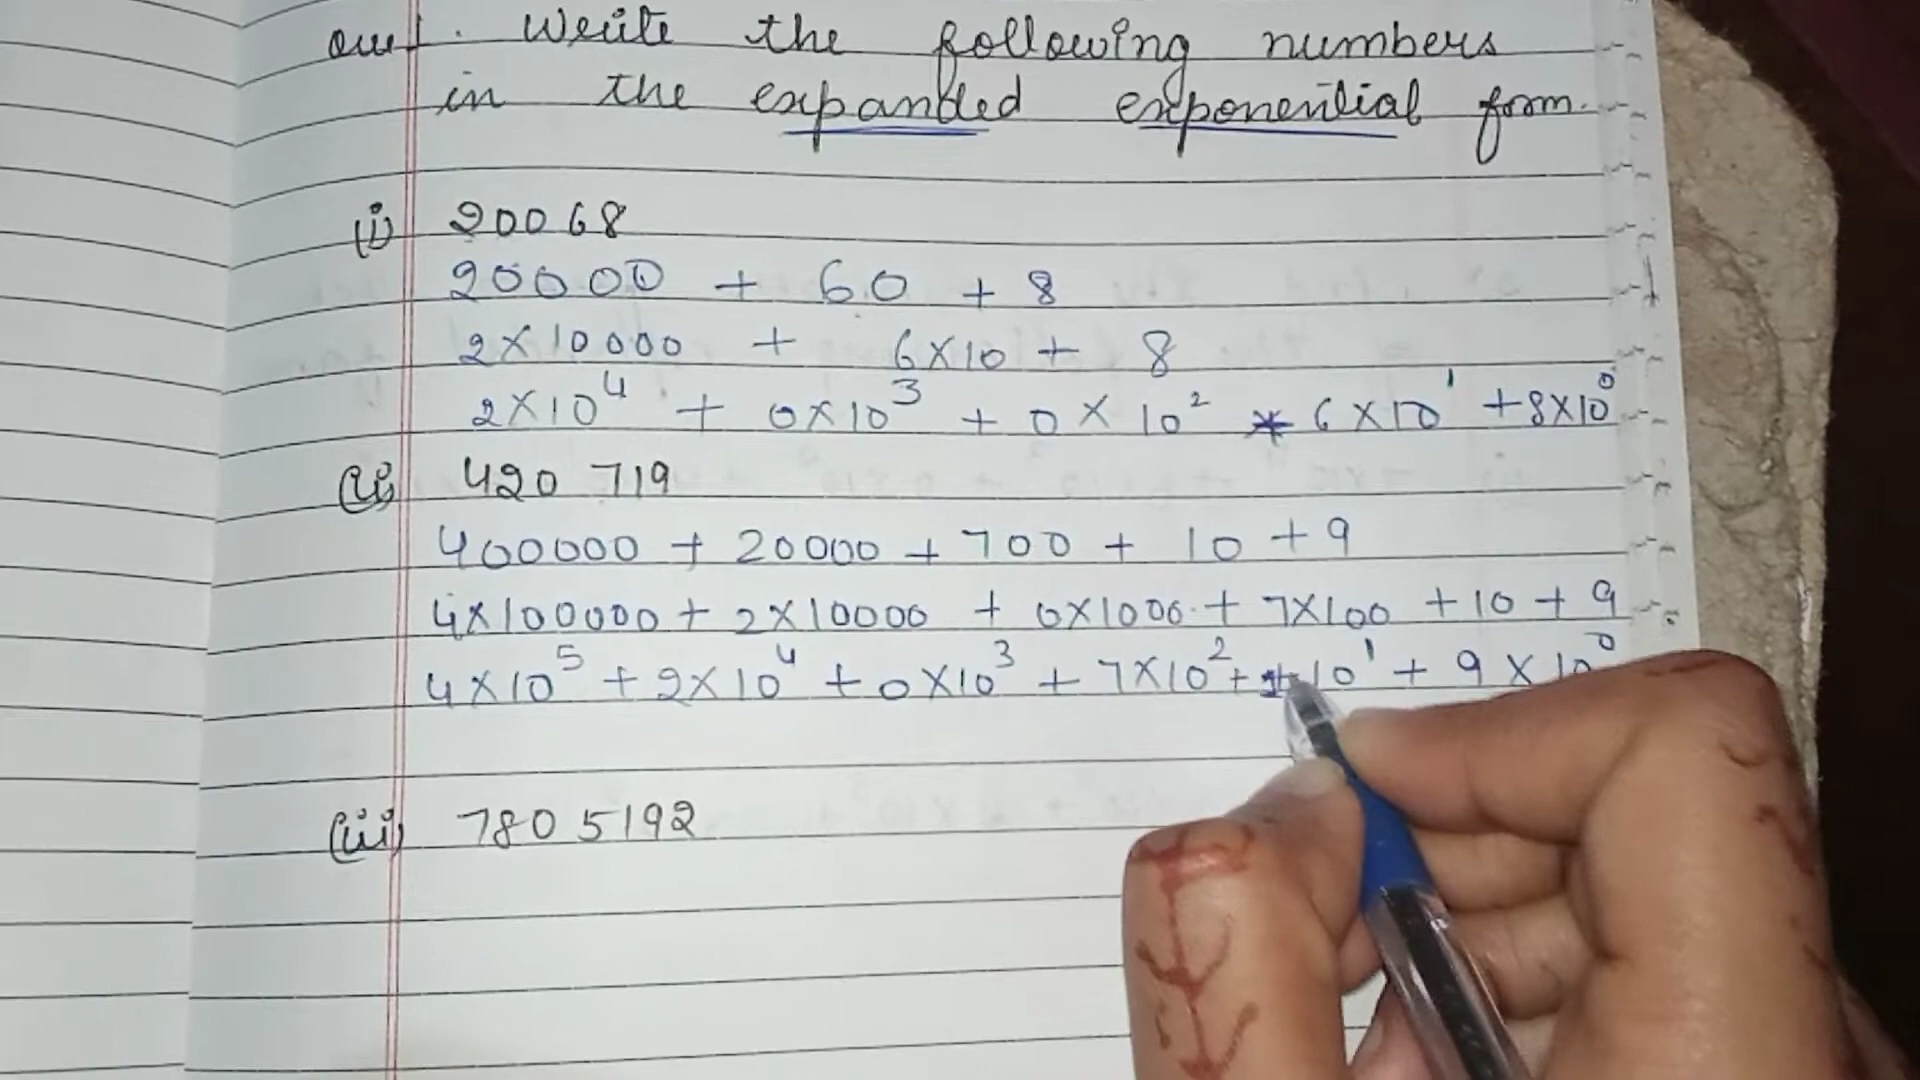 Que 1. Write the following numbers
in the expanded exponential form.
(i) 20068
20000 + 60 + 8
2×10000 + 6×10 + 8
2×10⁴ + 0×10³ + 0×10² + 6×10¹ + 8×10⁰
(ii) 420 719
400000 + 20000 + 700 + 10 + 9
4×100000 + 2×10000 + 0×1000 + 7×100 + 10 + 9
4×10⁵ + 2×10⁴ + 0×10³ + 7×10² + 10¹ + 9×10⁰
(iii) 7805192